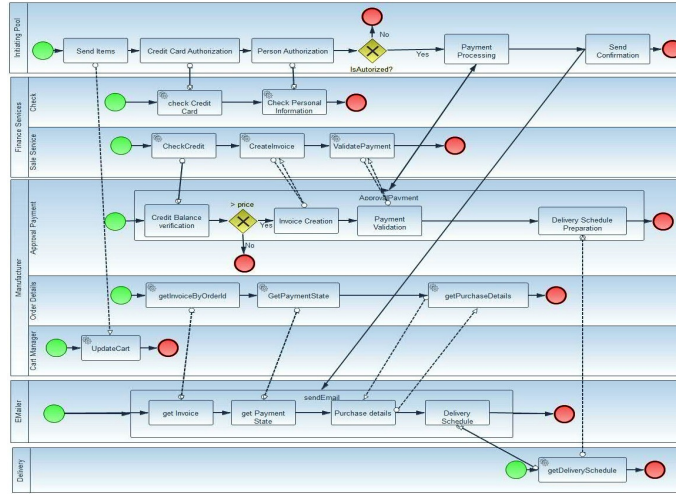 Initiating Pool
Send Items
Credit Card Authorization
Person Authorization
No
IsAutorized?
Yes
Payment
Processing
Send
Confirmation
Finance Services
Check
check Credit
Card
Check Personal
Information
Sale Service
CheckCredit
CreateInvoice
ValidatePayment
Manufacturer
Approval Payment
ApprovalPayment
Credit Balance
verification
> price
Yes
No
Invoice Creation
Payment
Validation
Delivery Schedule
Preparation
Order Details
getInvoiceByOrderId
GetPaymentState
getPurchaseDetails
Cart Manager
UpdateCart
EMailer
sendEmail
get Invoice
get Payment
State
Purchase details
Delivery
Schedule
Delivery
getDeliverySchedule